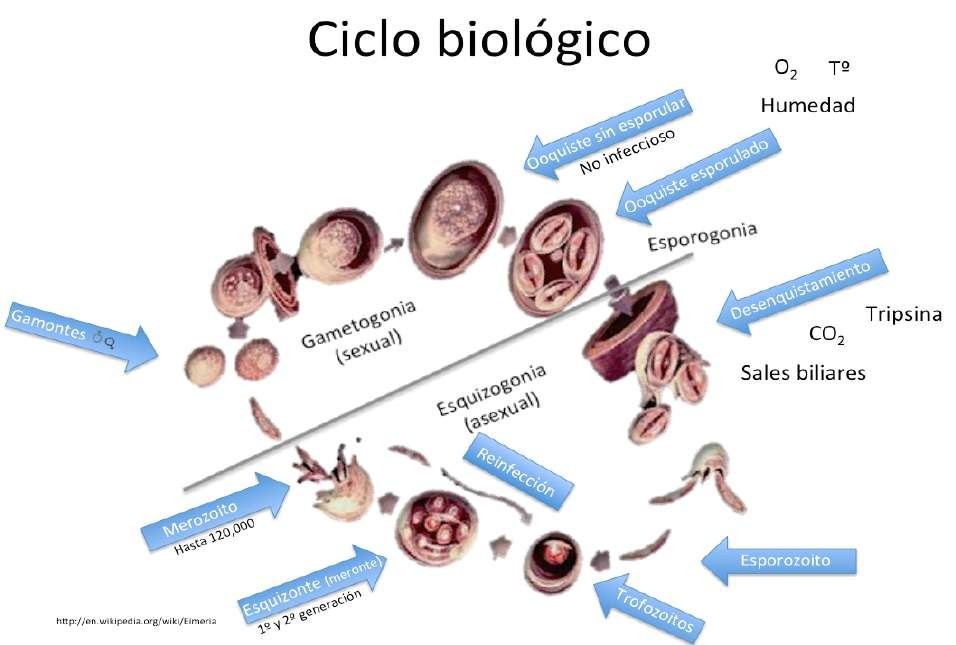 Ciclo biológico
O₂ Tº
Humedad
Ooquiste sin esporular
No infeccioso
Ooquiste esporulado
Esporogonia
Desenquistamiento
Tripsina
CO₂
Sales biliares
Gamontes ♂♀
Gametogonia
(sexual)
Esquizogonia
(asexual)
Reinfección
Merozoito
Hasta 120,000
Esquizonte (meronte)
1º y 2º generación
Trofozoitos
Esporozoito
http://en.wikipedia.org/wiki/Eimeria